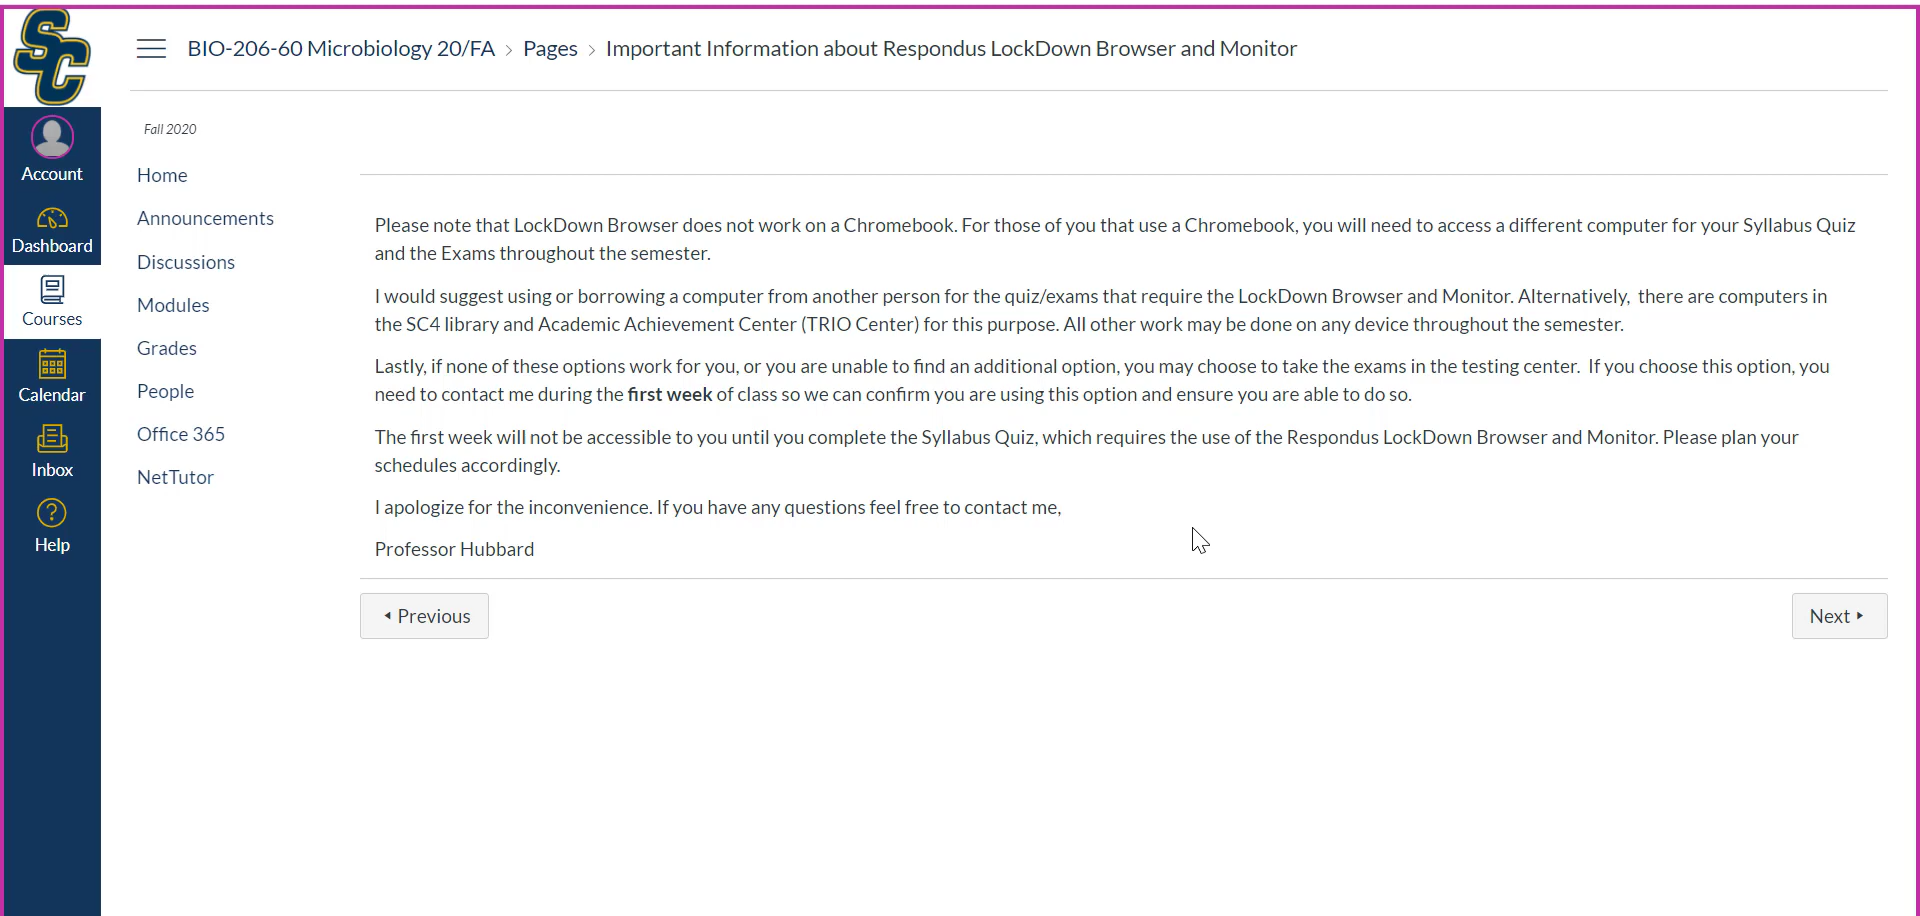 SC
BIO-206-60 Microbiology 20/FA > Pages > Important Information about Respondus LockDown Browser and Monitor
Account
Dashboard
Courses
Calendar
Inbox
Help
Fall 2020
Home
Announcements
Discussions
Modules
Grades
People
Office 365
NetTutor
Please note that LockDown Browser does not work on a Chromebook. For those of you that use a Chromebook, you will need to access a different computer for your Syllabus Quiz
and the Exams throughout the semester.
I would suggest using or borrowing a computer from another person for the quiz/exams that require the LockDown Browser and Monitor. Alternatively, there are computers in
the SC4 library and Academic Achievement Center (TRIO Center) for this purpose. All other work may be done on any device throughout the semester.
Lastly, if none of these options work for you, or you are unable to find an additional option, you may choose to take the exams in the testing center. If you choose this option, you
need to contact me during the first week of class so we can confirm you are using this option and ensure you are able to do so.
The first week will not be accessible to you until you complete the Syllabus Quiz, which requires the use of the Respondus LockDown Browser and Monitor. Please plan your
schedules accordingly.
I apologize for the inconvenience. If you have any questions feel free to contact me,
Professor Hubbard
Previous
Next